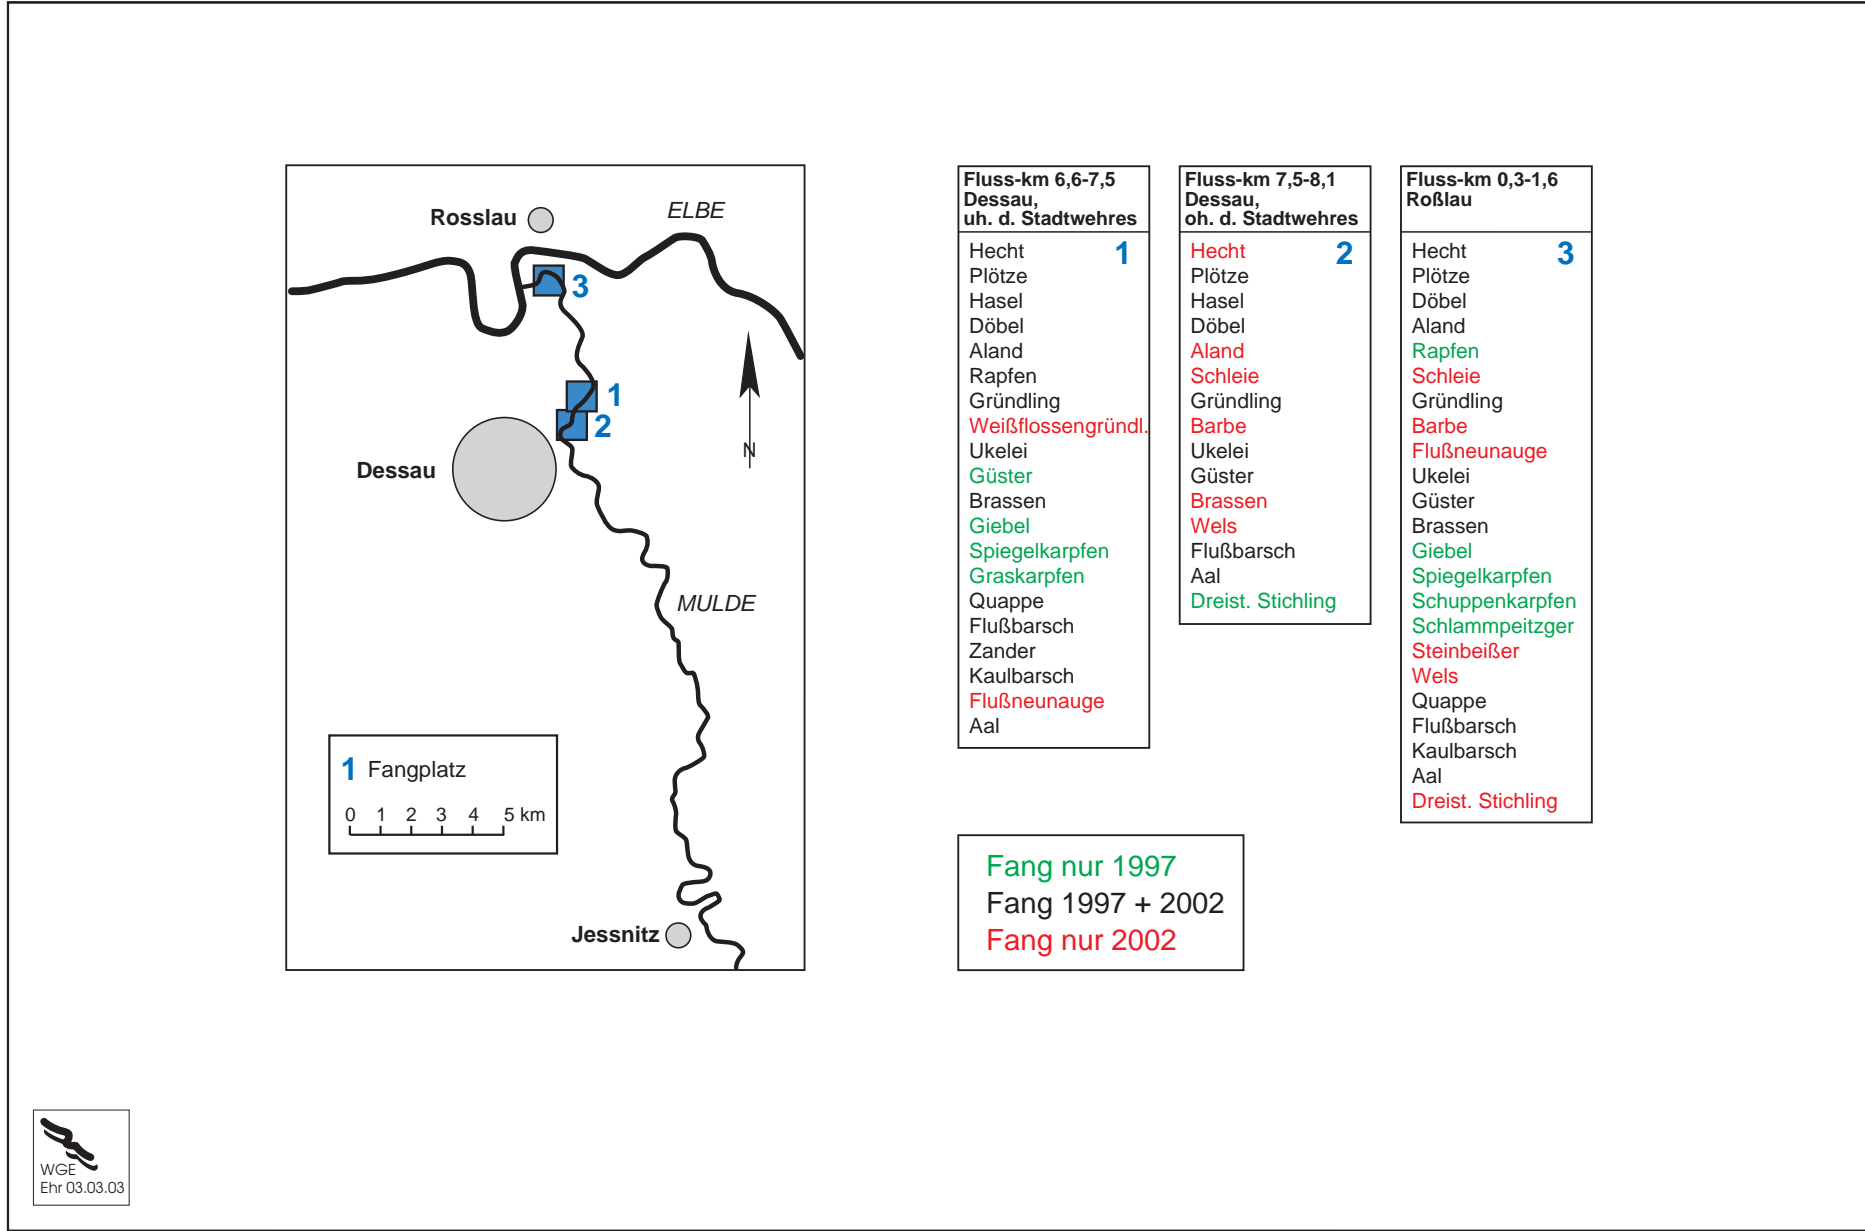 Rosslau
ELBE
3
1
2
N
Dessau
MULDE
1 Fangplatz
0 1 2 3 4 5 km
Jessnitz
Fluss-km 6,6-7,5
Dessau,
uh. d. Stadtwehres
Hecht 1
Plötze
Hasel
Döbel
Aland
Rapfen
Gründling
Weißflossengründl.
Ukelei
Güster
Brassen
Giebel
Spiegelkarpfen
Graskarpfen
Quappe
Flußbarsch
Zander
Kaulbarsch
Flußneunauge
Aal
Fluss-km 7,5-8,1
Dessau,
oh. d. Stadtwehres
Hecht 2
Plötze
Hasel
Döbel
Aland
Schleie
Gründling
Barbe
Ukelei
Güster
Brassen
Wels
Flußbarsch
Aal
Dreist. Stichling
Fluss-km 0,3-1,6
Roßlau
Hecht 3
Plötze
Döbel
Aland
Rapfen
Schleie
Gründling
Barbe
Flußneunauge
Ukelei
Güster
Brassen
Giebel
Spiegelkarpfen
Schuppenkarpfen
Schlammpeitzger
Steinbeißer
Wels
Quappe
Flußbarsch
Kaulbarsch
Aal
Dreist. Stichling
Fang nur 1997
Fang 1997 + 2002
Fang nur 2002
WGE
Ehr 03.03.03